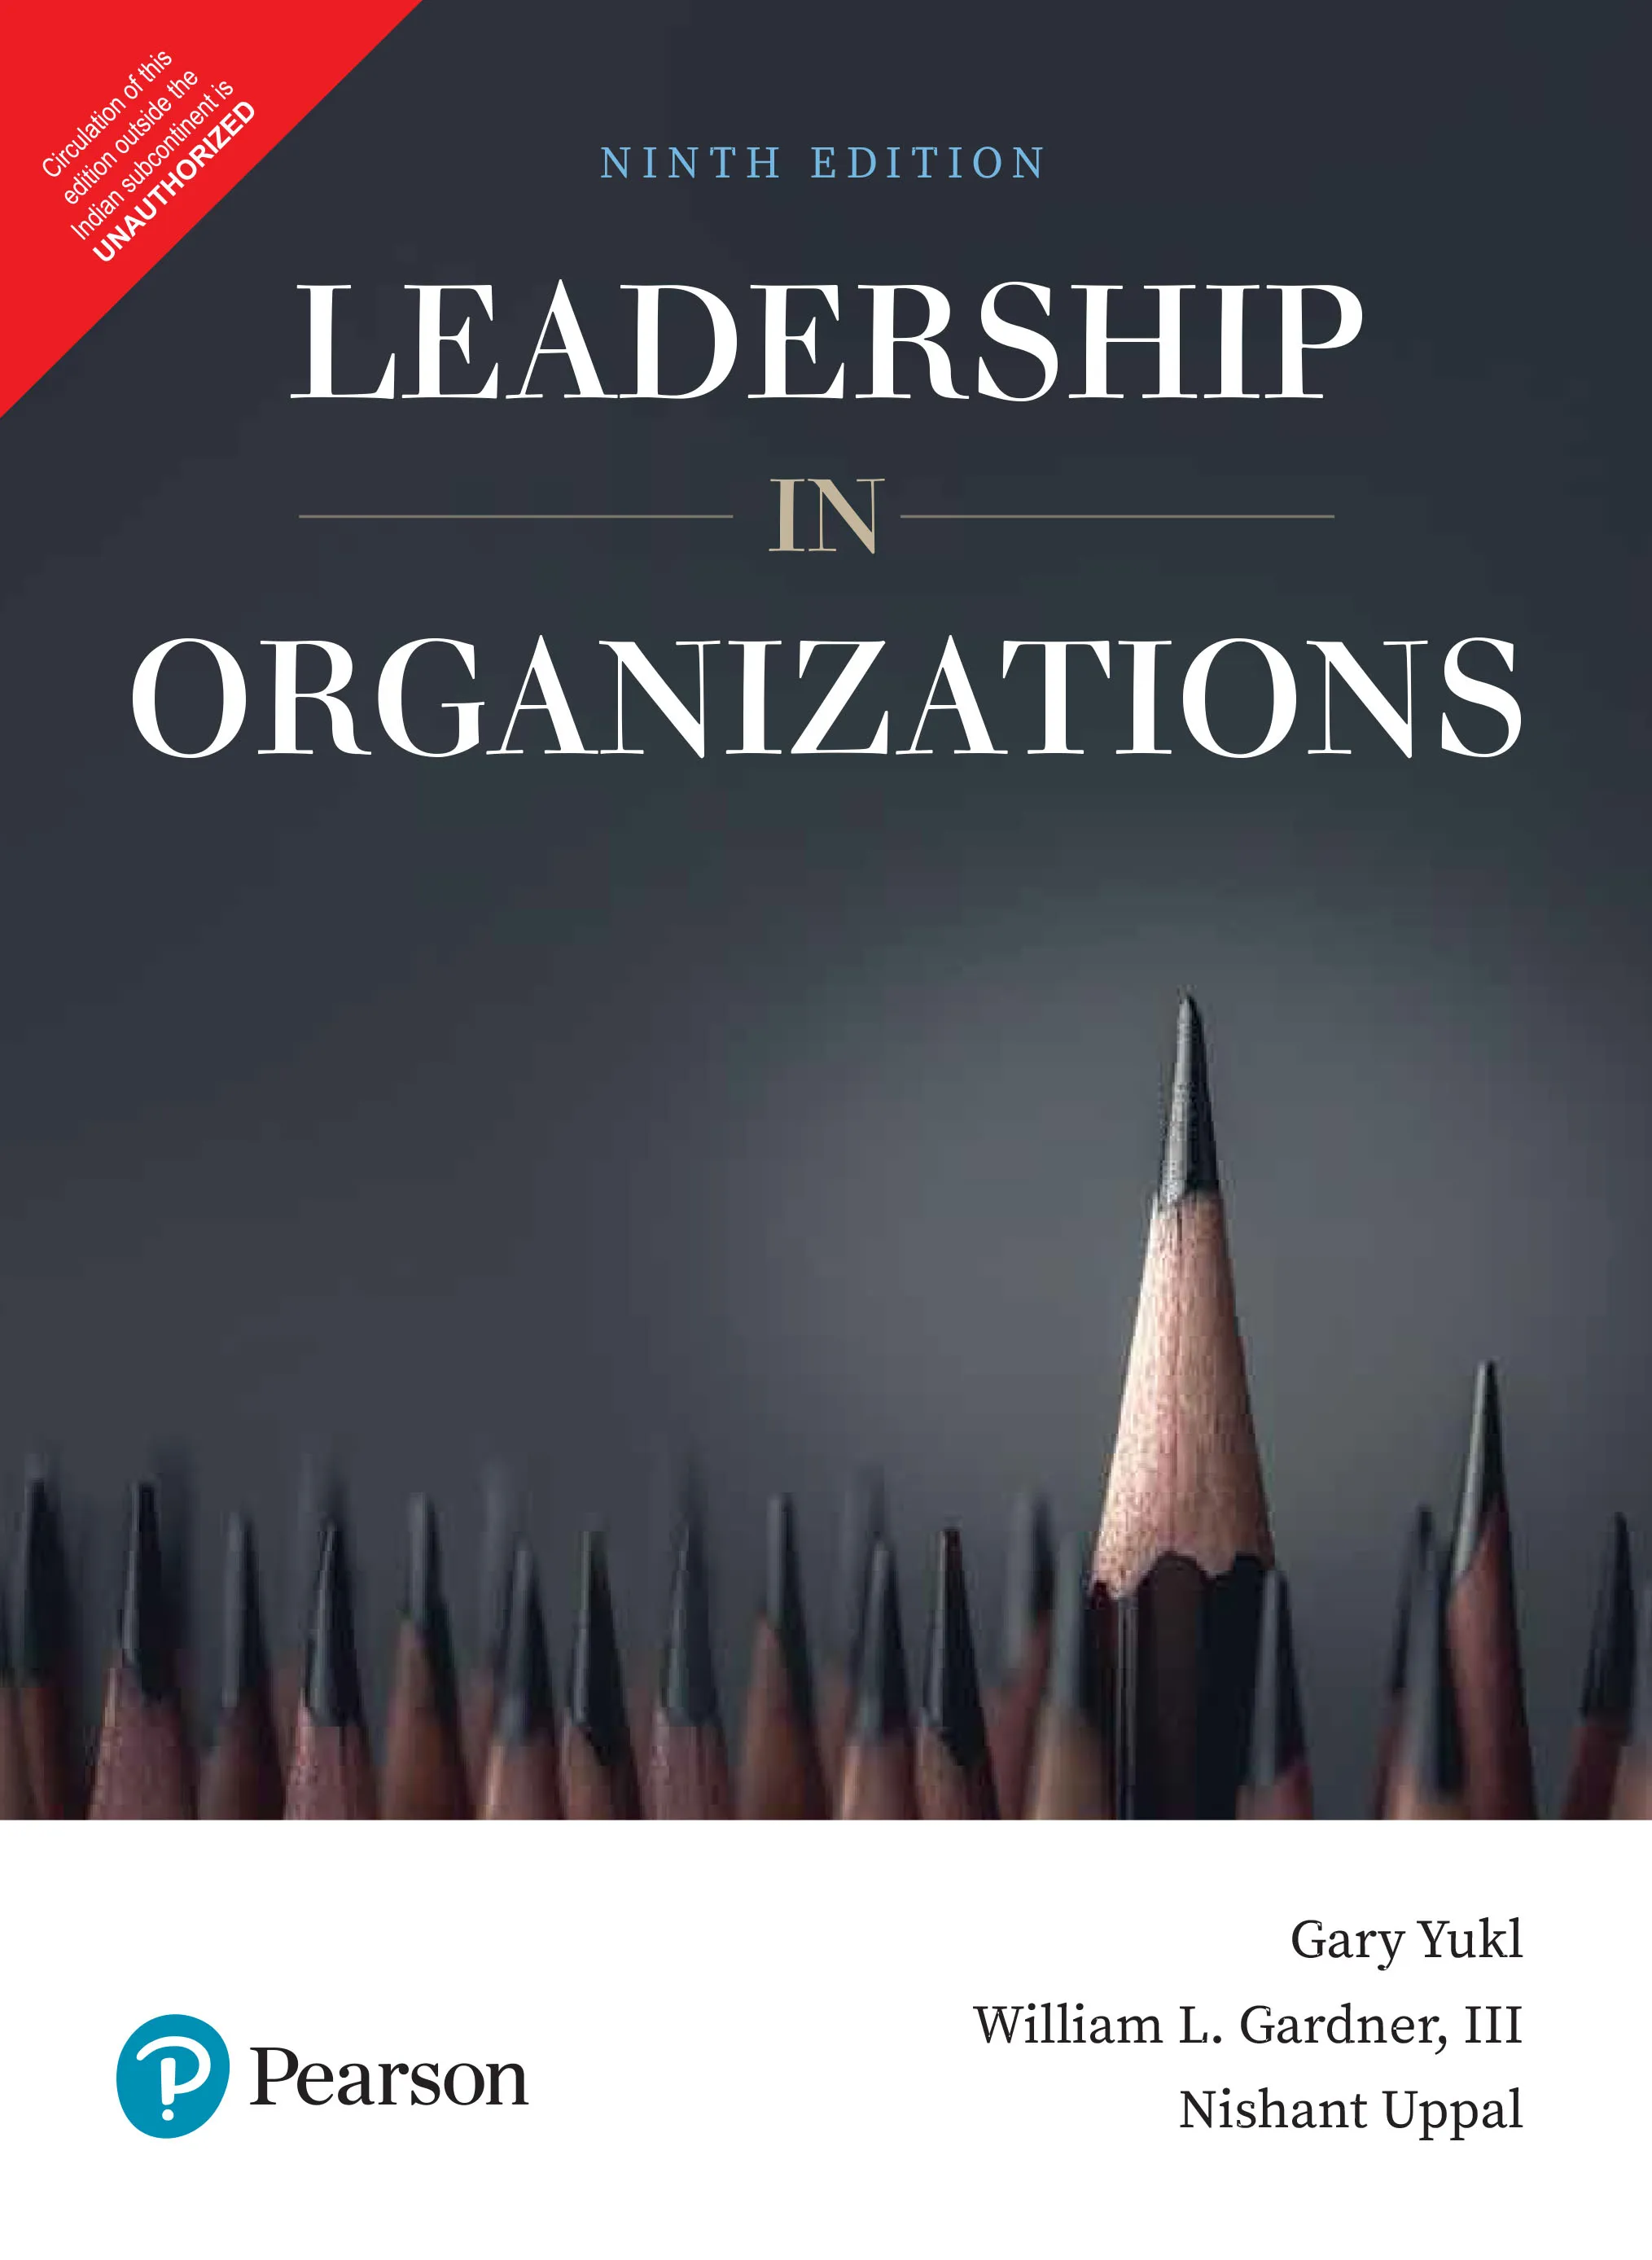 Circulation of this
edition outside the
Indian subcontinent is
UNAUTHORIZED
NINTH EDITION
LEADERSHIP
IN
ORGANIZATIONS
Gary Yukl
William L. Gardner, III
Nishant Uppal
Pearson